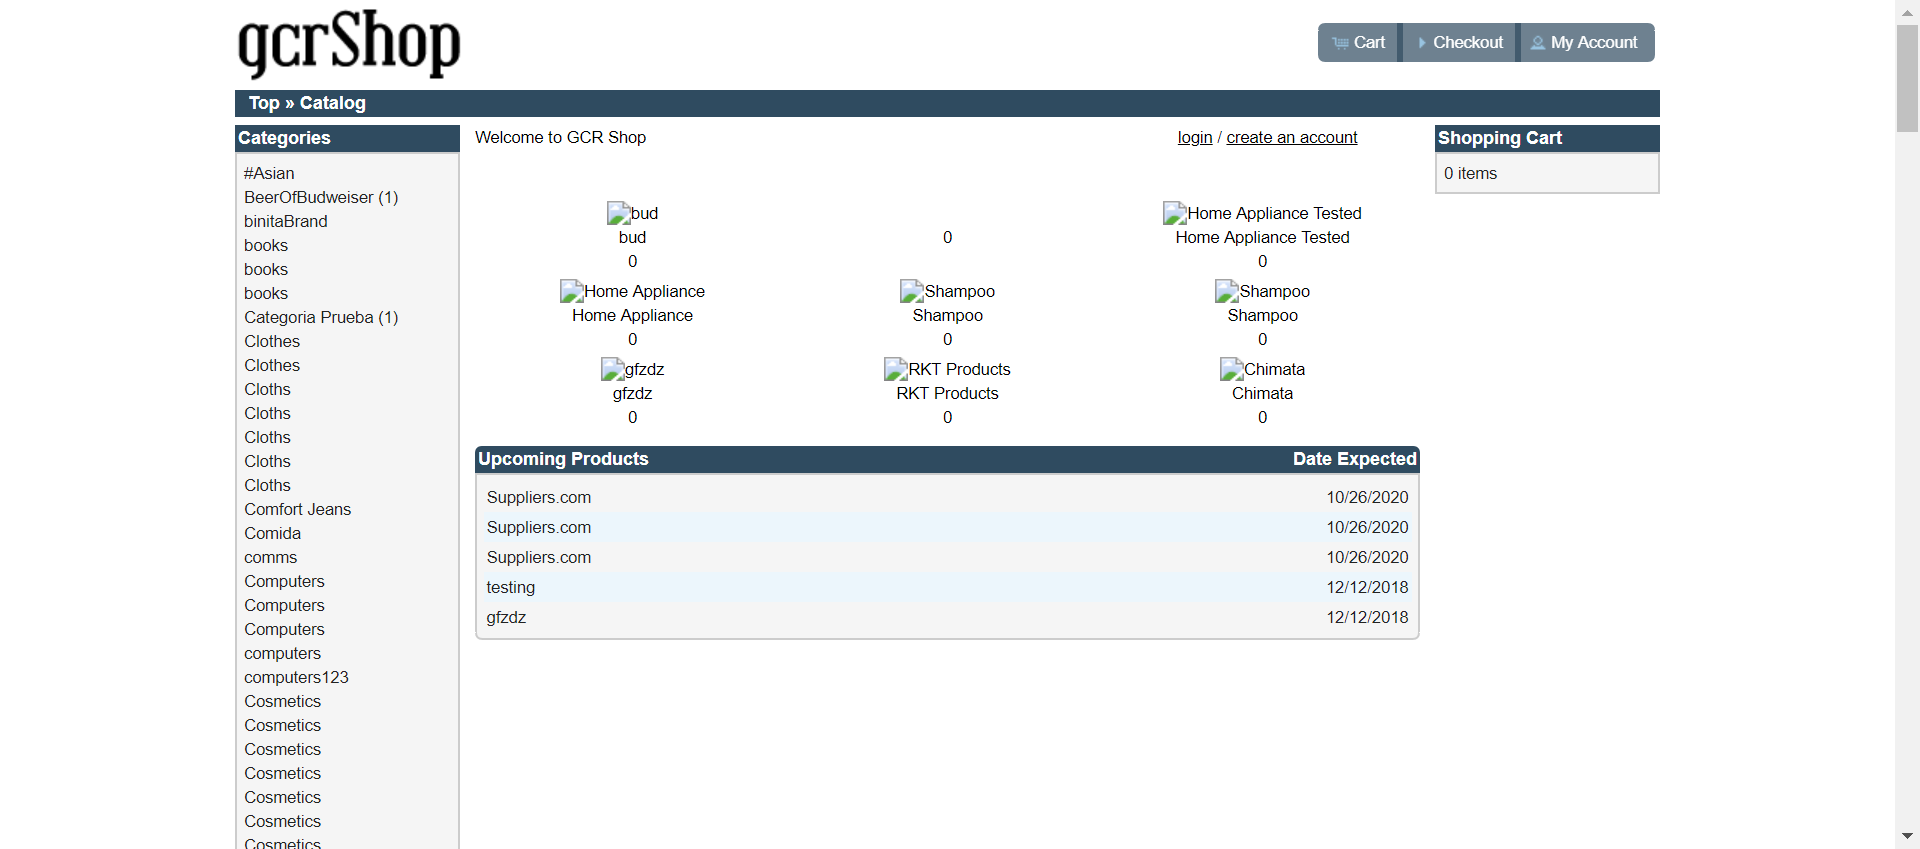 gcrShop
Cart
Checkout
My Account
Top » Catalog
Categories
#Asian
BeerOfBudweiser (1)
binitaBrand
books
books
books
Categoria Prueba (1)
Clothes
Clothes
Cloths
Cloths
Cloths
Cloths
Cloths
Comfort Jeans
Comida
comms
Computers
Computers
Computers
computers
computers123
Cosmetics
Cosmetics
Cosmetics
Cosmetics
Cosmetics
Cosmetics
Cosmetics
Welcome to GCR Shop
login / create an account
bud
bud
0
0
Home Appliance Tested
Home Appliance Tested
0
Home Appliance
Home Appliance
0
Shampoo
Shampoo
0
Shampoo
Shampoo
0
gfzdz
gfzdz
0
RKT Products
RKT Products
0
Chimata
Chimata
0
Upcoming Products Date Expected
Suppliers.com 10/26/2020
Suppliers.com 10/26/2020
Suppliers.com 10/26/2020
testing 12/12/2018
gfzdz 12/12/2018
Shopping Cart
0 items